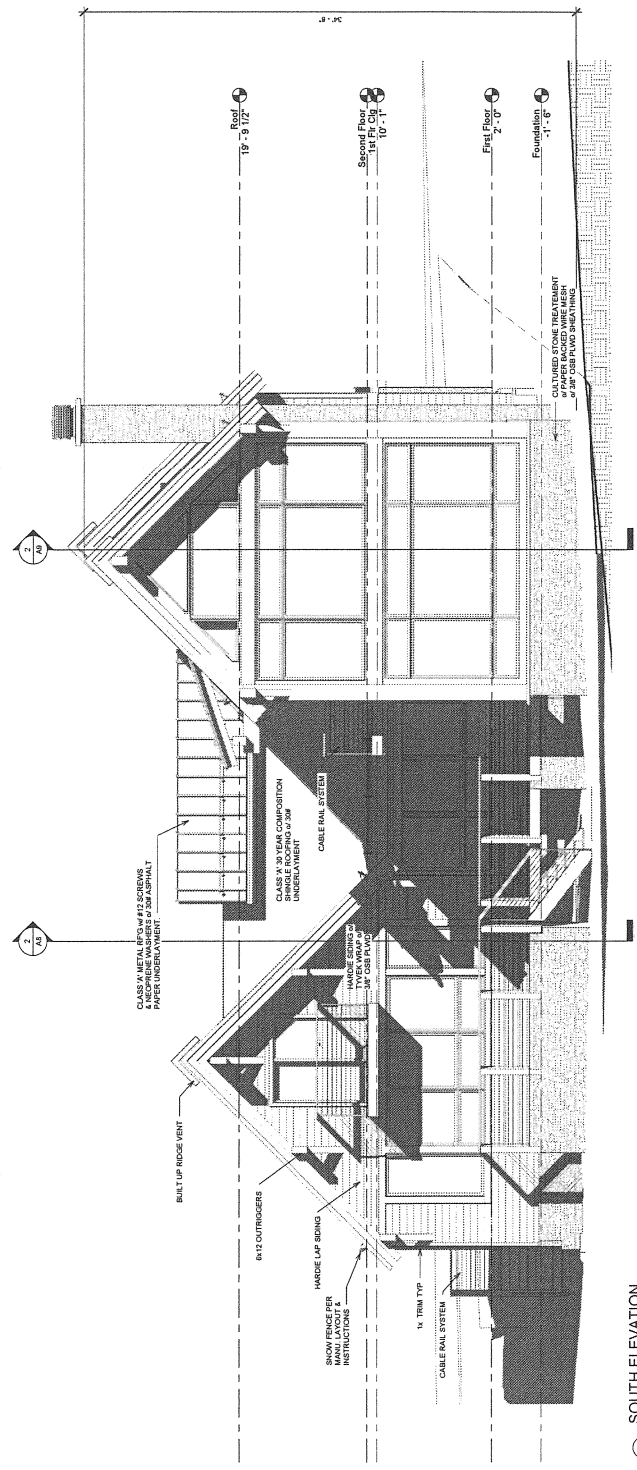 34' - 8"
Roof
19' - 9 1/2"
Second Floor
1st Flr Clg
10' - 1"
First Floor
2' - 0"
Foundation
-1' - 6"
2
A9
2
A8
CLASS 'A' METAL RF'G w/ #12 SCREWS
& NEOPRENE WASHERS o/ 30# ASPHALT
PAPER UNDERLAYMENT.
BUILT UP RIDGE VENT
6x12 OUTRIGGERS
HARDIE LAP SIDING
SNOW FENCE PER
MANU. LAYOUT &
INSTRUCTIONS
1x TRIM TYP
CABLE RAIL SYSTEM
CLASS 'A' 30 YEAR COMPOSITION
SHINGLE ROOFING o/ 30#
UNDERLAYMENT
CABLE RAIL SYSTEM
HARDIE SIDING o/
TYVEK WRAP o/
3/8" OSB PLWD
CULTURED STONE TREATEMENT
o/ PAPER BACKED WIRE MESH
o/ 3/8" OSB PLWD SHEATHING
SOUTH ELEVATION